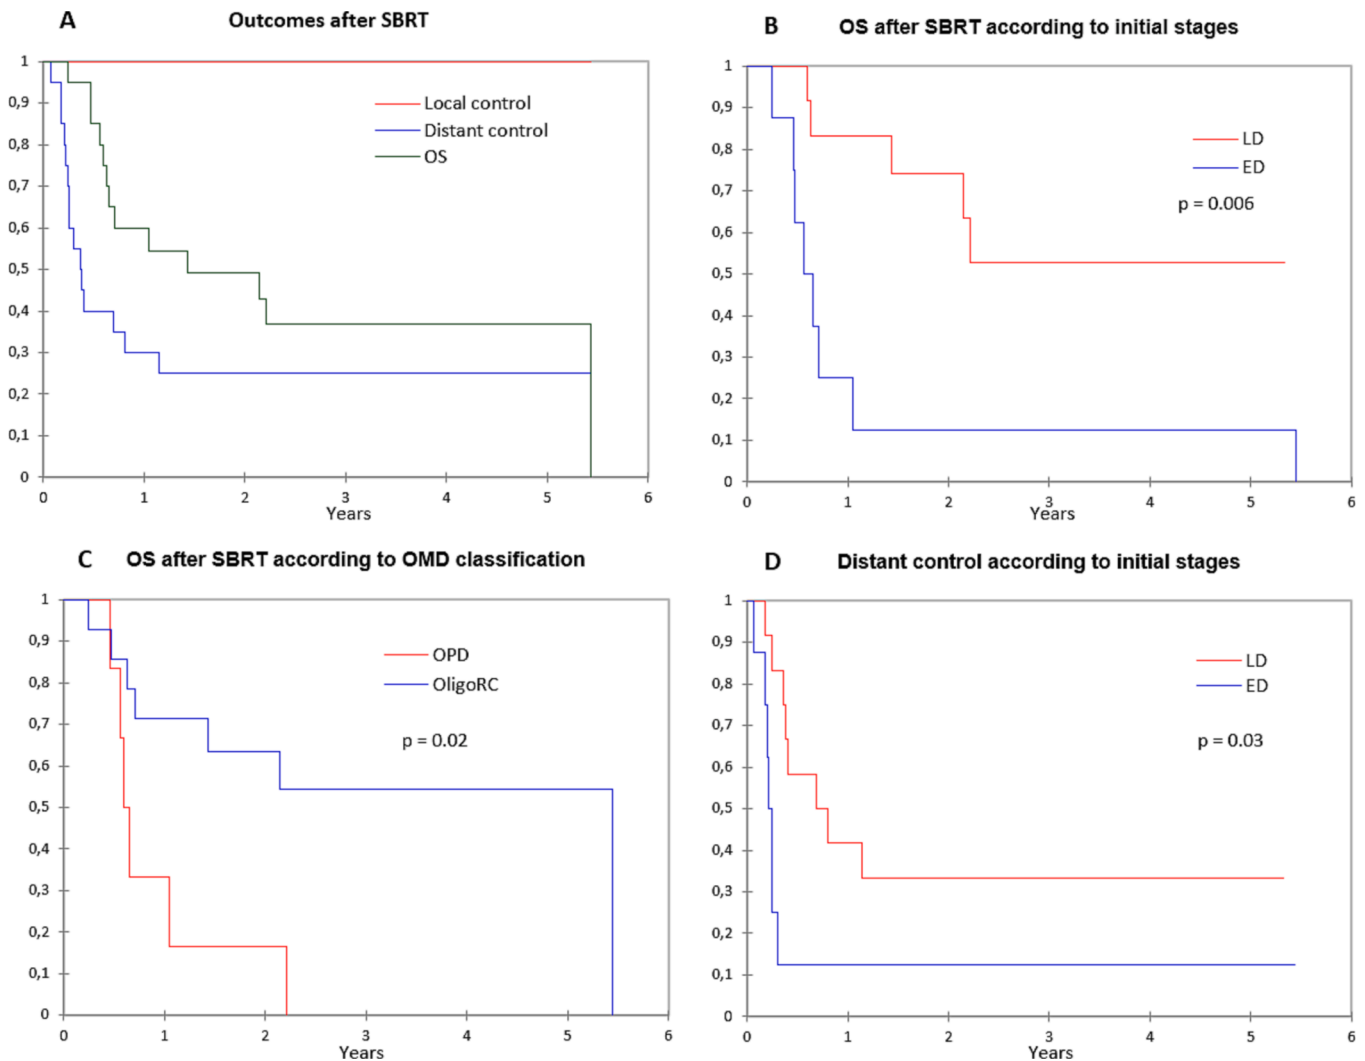 A Outcomes after SBRT
1
0,9
0,8
0,7
0,6
0,5
0,4
0,3
0,2
0,1
0
Local control
Distant control
OS
0 1 2 3 4 5 6
Years
B OS after SBRT according to initial stages
1
0,9
0,8
0,7
0,6
0,5
0,4
0,3
0,2
0,1
0
LD
ED
p = 0.006
0 1 2 3 4 5 6
Years
C OS after SBRT according to OMD classification
1
0,9
0,8
0,7
0,6
0,5
0,4
0,3
0,2
0,1
0
OPD
OligoRC
p = 0.02
0 1 2 3 4 5 6
Years
D Distant control according to initial stages
1
0,9
0,8
0,7
0,6
0,5
0,4
0,3
0,2
0,1
0
LD
ED
p = 0.03
0 1 2 3 4 5 6
Years